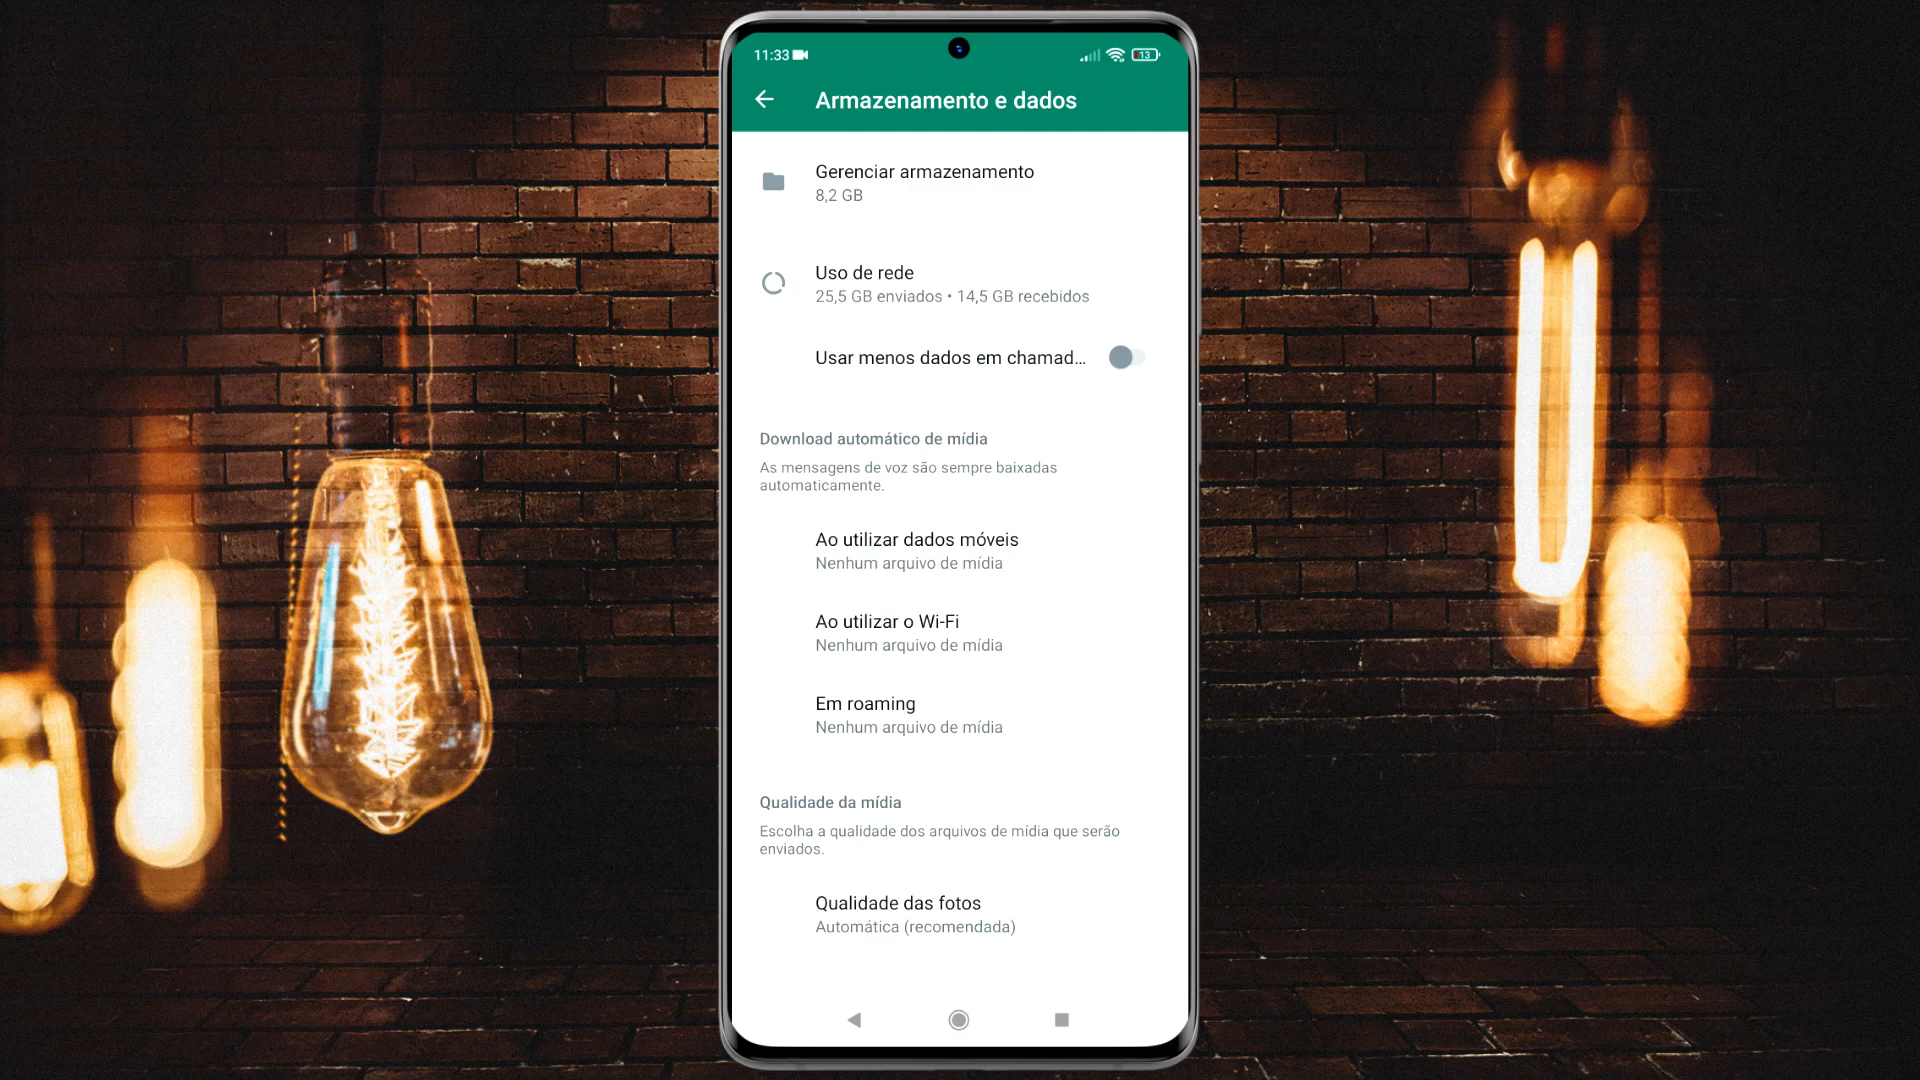 11:33
13
Armazenamento e dados
Gerenciar armazenamento
8,2 GB
Uso de rede
25,5 GB enviados • 14,5 GB recebidos
Usar menos dados em chamad...
Download automático de mídia
As mensagens de voz são sempre baixadas
automaticamente.
Ao utilizar dados móveis
Nenhum arquivo de mídia
Ao utilizar o Wi-Fi
Nenhum arquivo de mídia
Em roaming
Nenhum arquivo de mídia
Qualidade da mídia
Escolha a qualidade dos arquivos de mídia que serão
enviados.
Qualidade das fotos
Automática (recomendada)